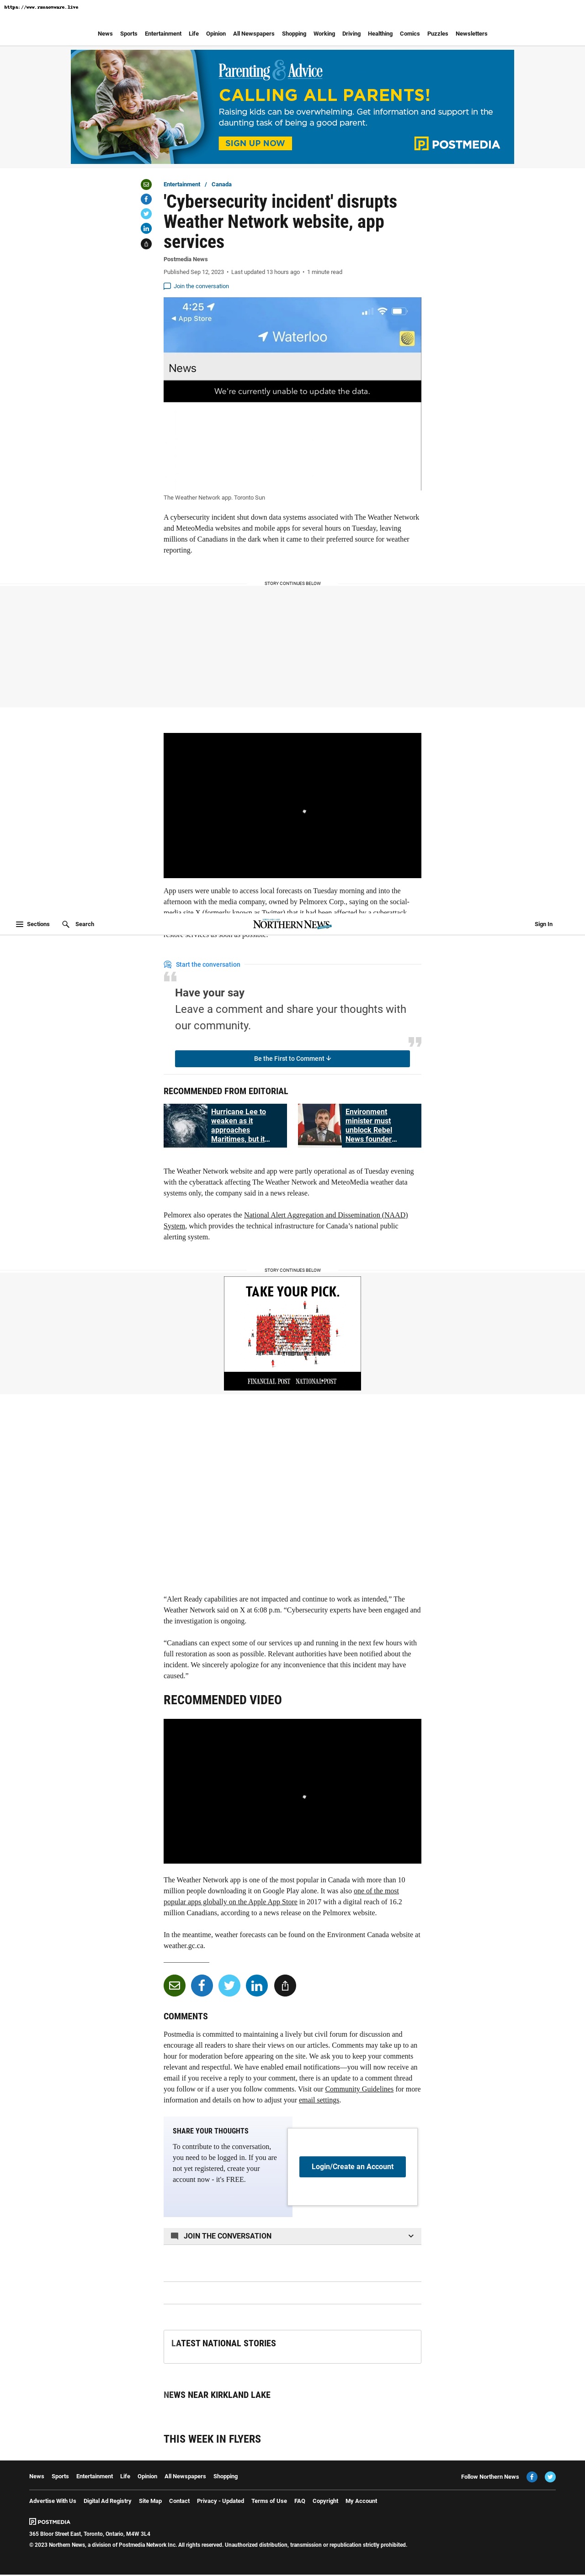 https://www.ransomware.live
News Sports Entertainment Life Opinion All Newspapers Shopping Working Driving Healthing Comics Puzzles Newsletters
Parenting & Advice
CALLING ALL PARENTS!
Raising kids can be overwhelming. Get information and support in the
daunting task of being a good parent.
SIGN UP NOW
POSTMEDIA
Entertainment / Canada
'Cybersecurity incident' disrupts
Weather Network website, app
services
Postmedia News
Published Sep 12, 2023 • Last updated 13 hours ago • 1 minute read
Join the conversation
4:25
App Store
Waterloo
News
We're currently unable to update the data.
The Weather Network app. Toronto Sun
A cybersecurity incident shut down data systems associated with The Weather Network
and MeteoMedia websites and mobile apps for several hours on Tuesday, leaving
millions of Canadians in the dark when it came to their preferred source for weather
reporting.
STORY CONTINUES BELOW
App users were unable to access local forecasts on Tuesday morning and into the
afternoon with the media company, owned by Pelmorex Corp., saying on the social-
media site X (formerly known as Twitter) that it had been affected by a cyberattack
Sections Search NORTHERN NEWS Sign In
restore services as soon as possible.
Start the conversation
Have your say
Leave a comment and share your thoughts with
our community.
Be the First to Comment
RECOMMENDED FROM EDITORIAL
Hurricane Lee to
weaken as it
approaches
Maritimes, but it…
Environment
minister must
unblock Rebel
News founder…
The Weather Network website and app were partly operational as of Tuesday evening
with the cyberattack affecting The Weather Network and MeteoMedia weather data
systems only, the company said in a news release.
Pelmorex also operates the National Alert Aggregation and Dissemination (NAAD)
System, which provides the technical infrastructure for Canada's national public
alerting system.
STORY CONTINUES BELOW
TAKE YOUR PICK.
FINANCIAL POST NATIONAL POST
“Alert Ready capabilities are not impacted and continue to work as intended,” The
Weather Network said on X at 6:08 p.m. “Cybersecurity experts have been engaged and
the investigation is ongoing.
“Canadians can expect some of our services up and running in the next few hours with
full restoration as soon as possible. Relevant authorities have been notified about the
incident. We sincerely apologize for any inconvenience that this incident may have
caused.”
RECOMMENDED VIDEO
The Weather Network app is one of the most popular in Canada with more than 10
million people downloading it on Google Play alone. It was also one of the most
popular apps globally on the Apple App Store in 2017 with a digital reach of 16.2
million Canadians, according to a news release on the Pelmorex website.
In the meantime, weather forecasts can be found on the Environment Canada website at
weather.gc.ca.
COMMENTS
Postmedia is committed to maintaining a lively but civil forum for discussion and
encourage all readers to share their views on our articles. Comments may take up to an
hour for moderation before appearing on the site. We ask you to keep your comments
relevant and respectful. We have enabled email notifications—you will now receive an
email if you receive a reply to your comment, there is an update to a comment thread
you follow or if a user you follow comments. Visit our Community Guidelines for more
information and details on how to adjust your email settings.
SHARE YOUR THOUGHTS
To contribute to the conversation,
you need to be logged in. If you are
not yet registered, create your
account now - it's FREE.
Login/Create an Account
JOIN THE CONVERSATION
LATEST NATIONAL STORIES
NEWS NEAR KIRKLAND LAKE
THIS WEEK IN FLYERS
News Sports Entertainment Life Opinion All Newspapers Shopping Follow Northern News
Advertise With Us Digital Ad Registry Site Map Contact Privacy - Updated Terms of Use FAQ Copyright My Account
POSTMEDIA
365 Bloor Street East, Toronto, Ontario, M4W 3L4
© 2023 Northern News, a division of Postmedia Network Inc. All rights reserved. Unauthorized distribution, transmission or republication strictly prohibited.